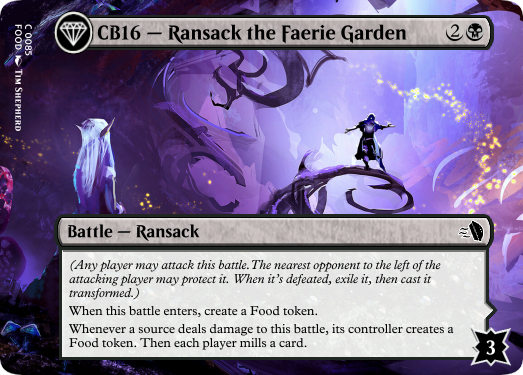 CB16 — Ransack the Faerie Garden
2
C 0085
FOOD TIM SHEPHERD
Battle — Ransack
(Any player may attack this battle.The nearest opponent to the left of the
attacking player may protect it. When it's defeated, exile it, then cast it
transformed.)
When this battle enters, create a Food token.
Whenever a source deals damage to this battle, its controller creates a
Food token. Then each player mills a card.
3